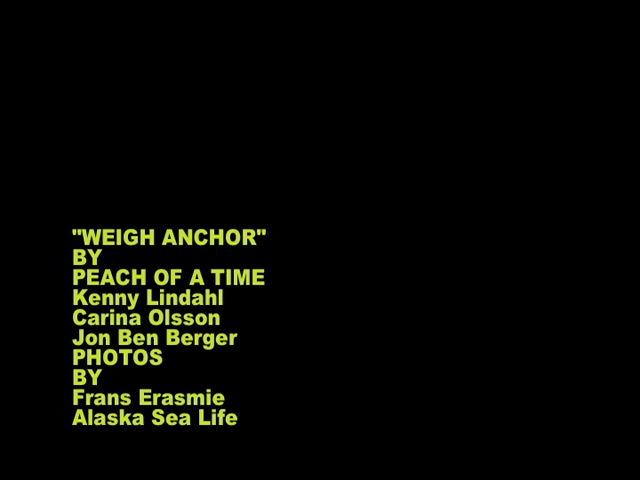 "WEIGH ANCHOR"
BY
PEACH OF A TIME
Kenny Lindahl
Carina Olsson
Jon Ben Berger
PHOTOS
BY
Frans Erasmie
Alaska Sea Life